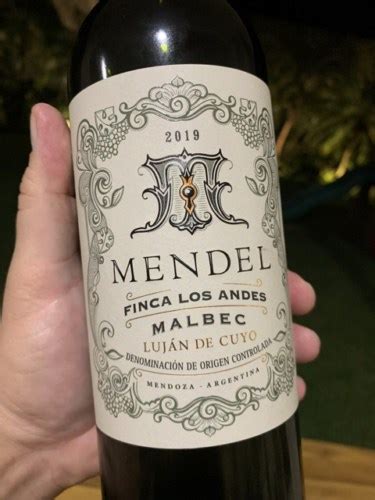 2019
M
MENDEL
FINCA LOS ANDES
MALBEC
LUJÁN DE CUYO
DENOMINACIÓN DE ORIGEN CONTROLADA
MENDOZA - ARGENTINA